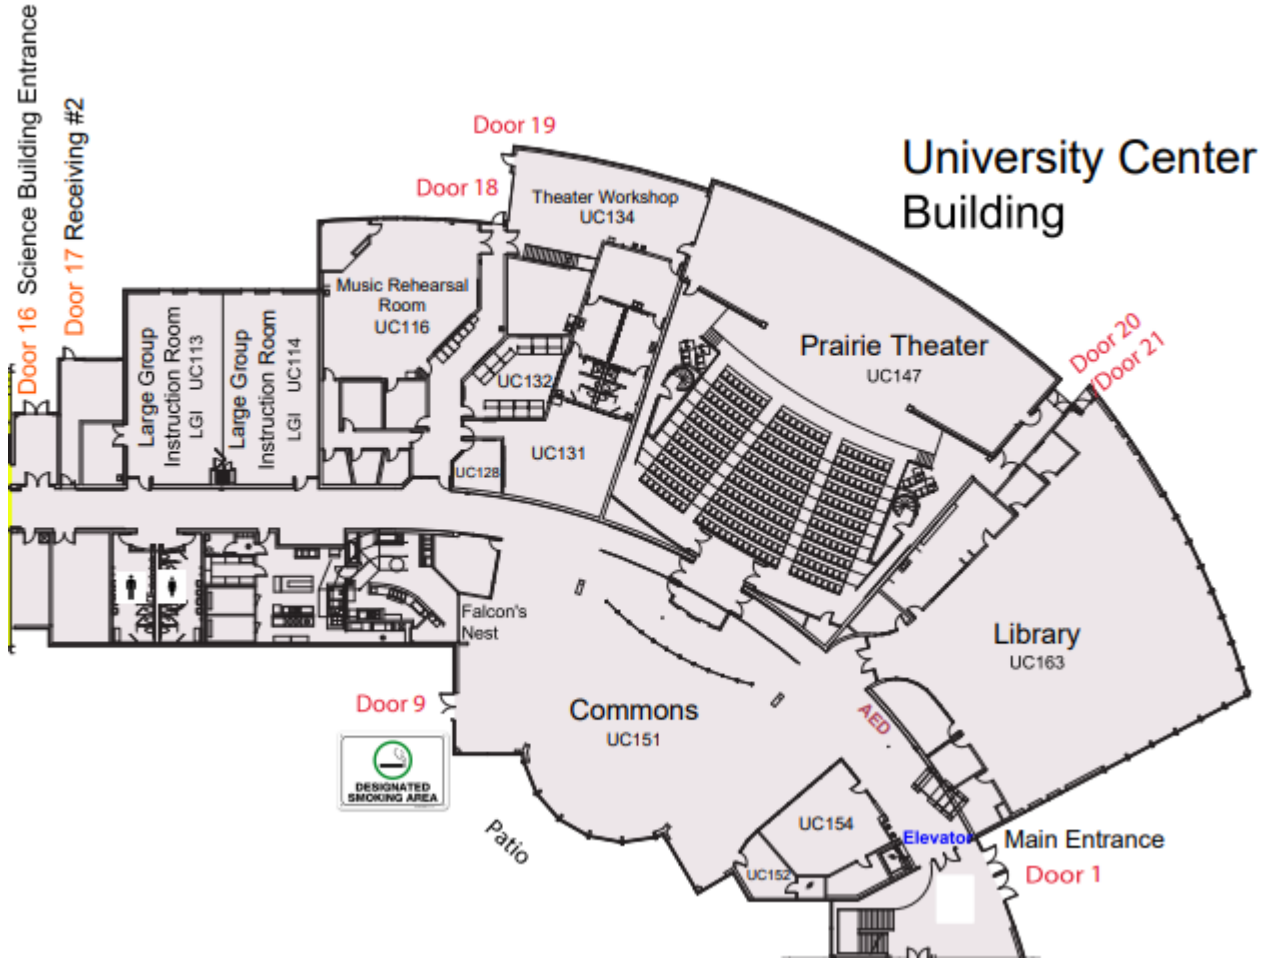 University Center
Building
Door 16 Science Building Entrance
Door 17 Receiving #2
Door 19
Door 18
Theater Workshop
UC134
Music Rehearsal
Room
UC116
Large Group
Instruction Room
LGI UC113
Large Group
Instruction Room
LGI UC114
Prairie Theater
UC147
Door 20
Door 21
UC132
UC131
UC128
Falcon's
Nest
Library
UC163
Door 9
Commons
UC151
AED
DESIGNATED
SMOKING AREA
Patio
UC154
UC152
Elevator
Main Entrance
Door 1